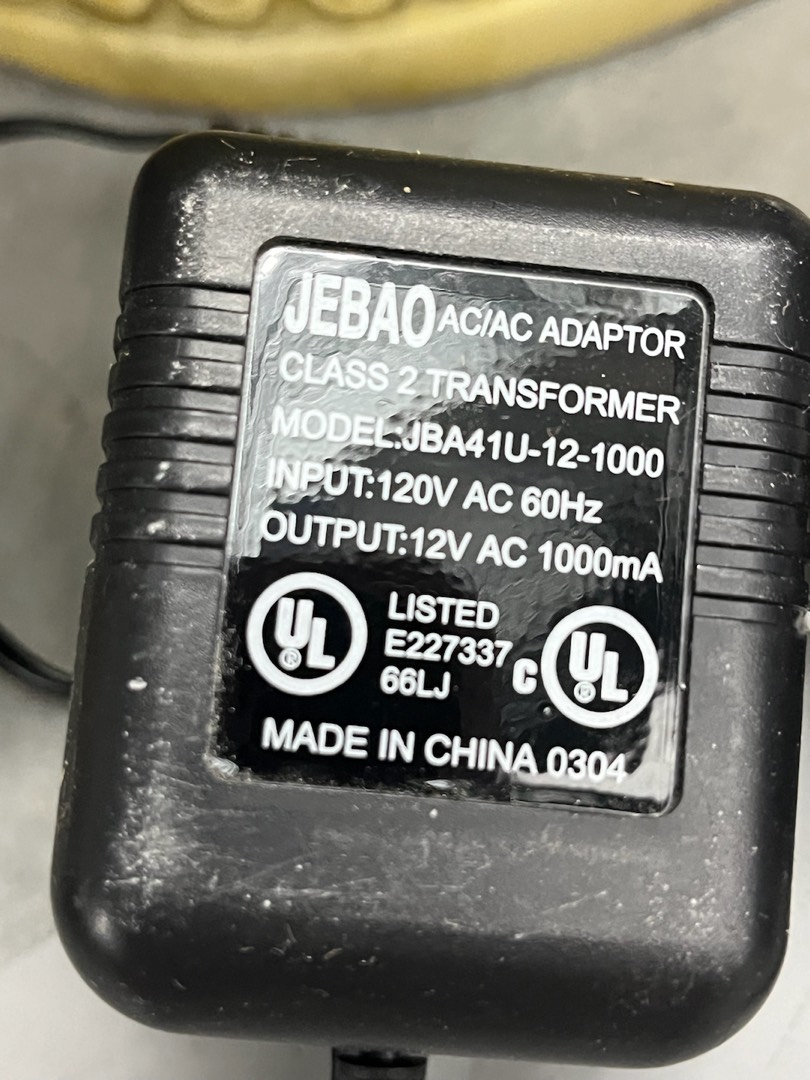 JEBAO AC/AC ADAPTOR
CLASS 2 TRANSFORMER
MODEL:JBA41U-12-1000
INPUT:120V AC 60Hz
OUTPUT:12V AC 1000mA
UL ® LISTED
E227337
66LJ
C UL ®
MADE IN CHINA 0304